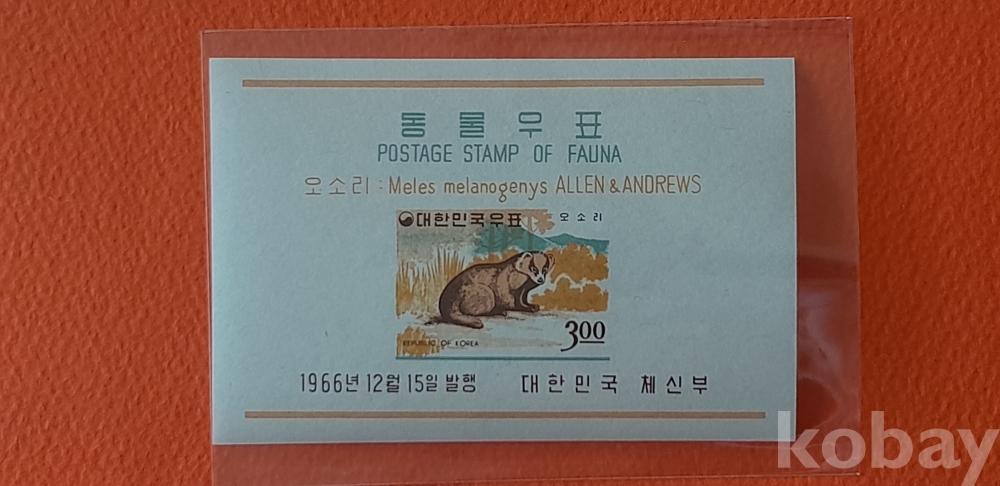 동물우표
POSTAGE STAMP OF FAUNA
오소리 : Meles melanogenys ALLEN & ANDREWS
대한민국우표 오소리
3.00
REPUBLIC OF KOREA
1966년 12월 15일 발행 대한민국 체신부
kobay